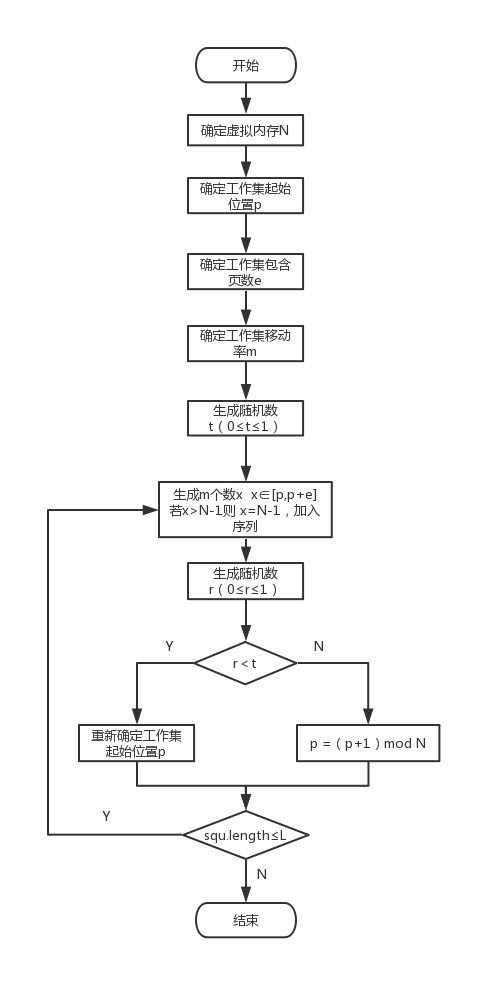 开始
确定虚拟内存N
确定工作集起始
位置p
确定工作集包含
页数e
确定工作集移动
率m
生成随机数
t（0≤t≤1）
生成m个数x  x∈[p,p+e]
若x>N-1则 x=N-1，加入
序列
生成随机数
r（0≤r≤1）
r < t
Y
N
重新确定工作集
起始位置p
p =（p+1）mod N
squ.length≤L
Y
N
结束